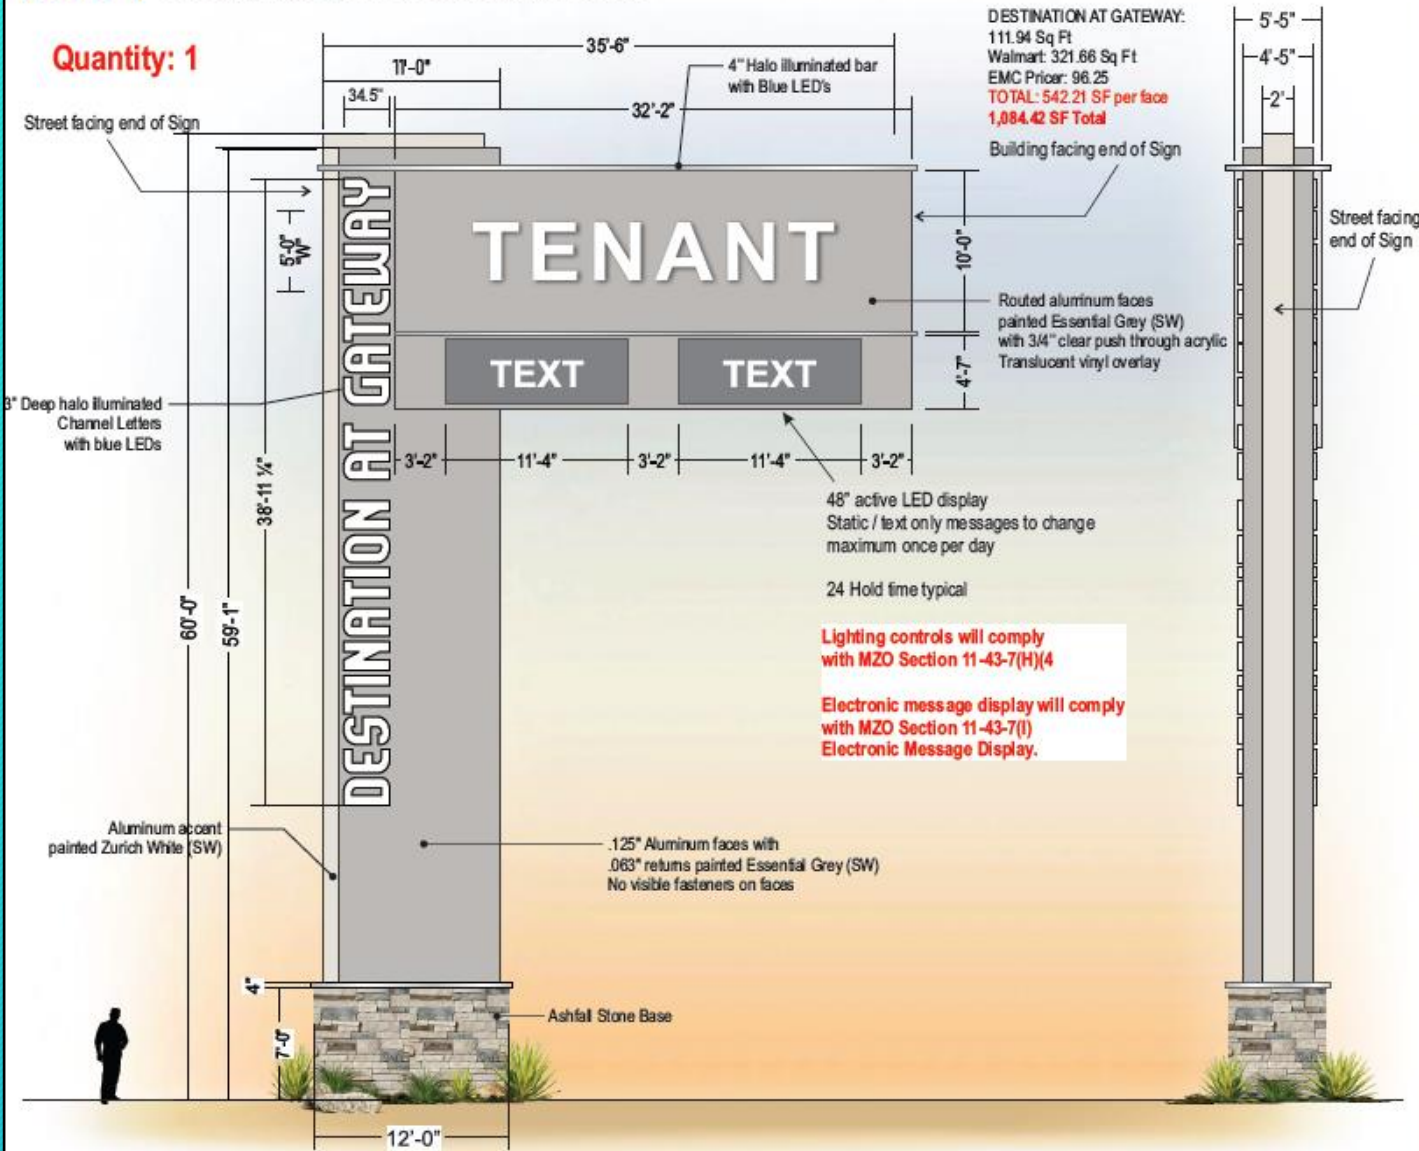 Quantity: 1
35'-6"
11'-0"
34.5"
32'-2"
4" Halo illuminated bar
with Blue LED's
DESTINATION AT GATEWAY:
111.94 Sq Ft
Walmart: 321.66 Sq Ft
EMC Pricer: 96.25
TOTAL: 542.21 SF per face
1,084.42 SF Total
Building facing end of Sign
5'-5"
4'-5"
2'
Street facing end of Sign
Street facing
end of Sign
5'-0"
"W"
DESTINATION AT GATEWAY
TENANT
10'-0"
Routed aluminum faces
painted Essential Grey (SW)
with 3/4" clear push through acrylic
Translucent vinyl overlay
TEXT
TEXT
4'-7"
3" Deep halo illuminated
Channel Letters
with blue LEDs
3'-2"
11'-4"
3'-2"
11'-4"
3'-2"
38'-11 ¼"
48" active LED display
Static / text only messages to change
maximum once per day
24 Hold time typical
60'-0"
59'-1"
Lighting controls will comply
with MZO Section 11-43-7(H)(4
Electronic message display will comply
with MZO Section 11-43-7(I)
Electronic Message Display.
Aluminum accent
painted Zurich White (SW)
.125" Aluminum faces with
.063" returns painted Essential Grey (SW)
No visible fasteners on faces
4"
7'-0"
Ashfall Stone Base
12'-0"